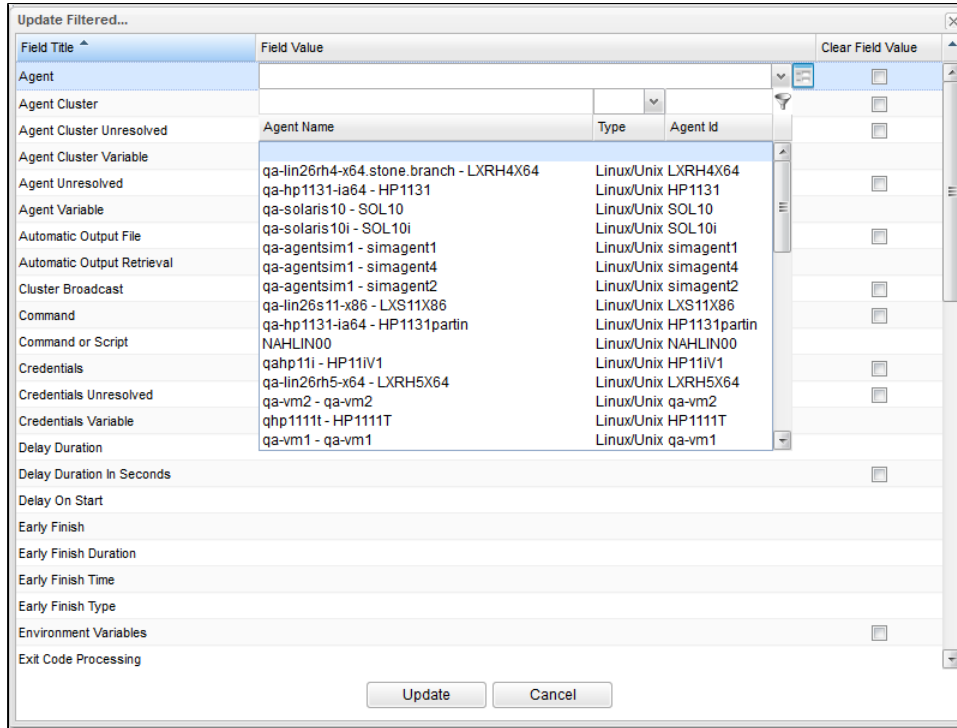 Update Filtered...
Field Title Field Value Clear Field Value
Agent
Agent Cluster
Agent Cluster Unresolved Agent Name Type Agent Id
Agent Cluster Variable
qa-lin26rh4-x64.stone.branch - LXRH4X64 Linux/Unix LXRH4X64
Agent Unresolved qa-hp1131-ia64 - HP1131 Linux/Unix HP1131
Agent Variable qa-solaris10 - SOL10 Linux/Unix SOL10
qa-solaris10i - SOL10i Linux/Unix SOL10i
Automatic Output File qa-agentsim1 - simagent1 Linux/Unix simagent1
Automatic Output Retrieval qa-agentsim1 - simagent4 Linux/Unix simagent4
Cluster Broadcast qa-agentsim1 - simagent2 Linux/Unix simagent2
qa-lin26s11-x86 - LXS11X86 Linux/Unix LXS11X86
Command qa-hp1131-ia64 - HP1131partin Linux/Unix HP1131partin
Command or Script NAHLIN00 Linux/Unix NAHLIN00
Credentials qahp11i - HP11iV1 Linux/Unix HP11iV1
qa-lin26rh5-x64 - LXRH5X64 Linux/Unix LXRH5X64
Credentials Unresolved qa-vm2 - qa-vm2 Linux/Unix qa-vm2
Credentials Variable qhp1111t - HP1111T Linux/Unix HP1111T
Delay Duration qa-vm1 - qa-vm1 Linux/Unix qa-vm1
Delay Duration In Seconds
Delay On Start
Early Finish
Early Finish Duration
Early Finish Time
Early Finish Type
Environment Variables
Exit Code Processing
Update Cancel